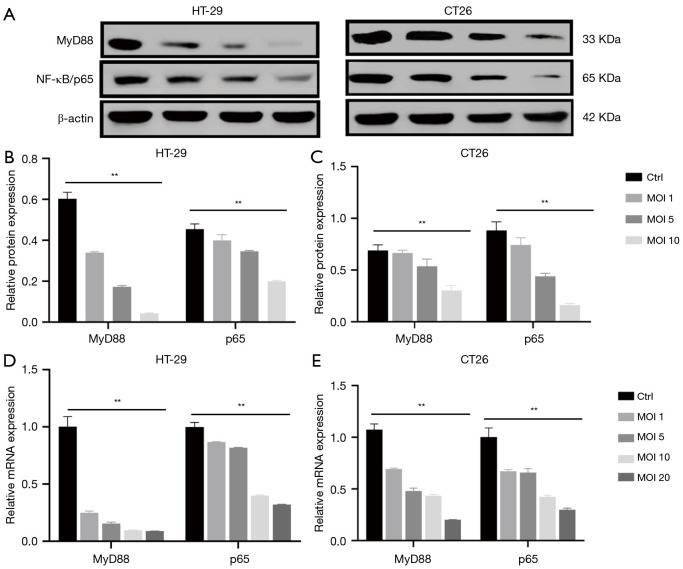 A
HT-29
CT26
MyD88
33 KDa
NF-κB/p65
65 KDa
β-actin
42 KDa
B
HT-29
Relative protein expression
0.8
0.6
0.4
0.2
0.0
**
**
MyD88
p65
C
CT26
Relative protein expression
1.5
1.0
0.5
0.0
**
**
MyD88
p65
Ctrl
MOI 1
MOI 5
MOI 10
D
HT-29
Relative mRNA expression
1.5
1.0
0.5
0.0
**
**
MyD88
p65
E
CT26
Relative mRNA expression
1.5
1.0
0.5
0.0
**
**
MyD88
p65
Ctrl
MOI 1
MOI 5
MOI 10
MOI 20